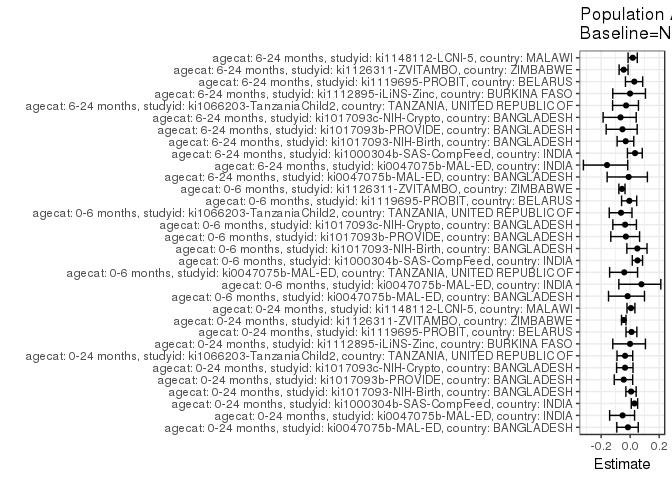 Population A
Baseline=N
agecat: 6-24 months, studyid: ki1148112-LCNI-5, country: MALAWI
agecat: 6-24 months, studyid: ki1126311-ZVITAMBO, country: ZIMBABWE
agecat: 6-24 months, studyid: ki1119695-PROBIT, country: BELARUS
agecat: 6-24 months, studyid: ki1112895-iLiNS-Zinc, country: BURKINA FASO
agecat: 6-24 months, studyid: ki1066203-TanzaniaChild2, country: TANZANIA, UNITED REPUBLIC OF
agecat: 6-24 months, studyid: ki1017093c-NIH-Crypto, country: BANGLADESH
agecat: 6-24 months, studyid: ki1017093b-PROVIDE, country: BANGLADESH
agecat: 6-24 months, studyid: ki1017093-NIH-Birth, country: BANGLADESH
agecat: 6-24 months, studyid: ki1000304b-SAS-CompFeed, country: INDIA
agecat: 6-24 months, studyid: ki0047075b-MAL-ED, country: INDIA
agecat: 6-24 months, studyid: ki0047075b-MAL-ED, country: BANGLADESH
agecat: 0-6 months, studyid: ki1126311-ZVITAMBO, country: ZIMBABWE
agecat: 0-6 months, studyid: ki1119695-PROBIT, country: BELARUS
agecat: 0-6 months, studyid: ki1066203-TanzaniaChild2, country: TANZANIA, UNITED REPUBLIC OF
agecat: 0-6 months, studyid: ki1017093c-NIH-Crypto, country: BANGLADESH
agecat: 0-6 months, studyid: ki1017093b-PROVIDE, country: BANGLADESH
agecat: 0-6 months, studyid: ki1017093-NIH-Birth, country: BANGLADESH
agecat: 0-6 months, studyid: ki1000304b-SAS-CompFeed, country: INDIA
agecat: 0-6 months, studyid: ki0047075b-MAL-ED, country: TANZANIA, UNITED REPUBLIC OF
agecat: 0-6 months, studyid: ki0047075b-MAL-ED, country: INDIA
agecat: 0-6 months, studyid: ki0047075b-MAL-ED, country: BANGLADESH
agecat: 0-24 months, studyid: ki1148112-LCNI-5, country: MALAWI
agecat: 0-24 months, studyid: ki1126311-ZVITAMBO, country: ZIMBABWE
agecat: 0-24 months, studyid: ki1119695-PROBIT, country: BELARUS
agecat: 0-24 months, studyid: ki1112895-iLiNS-Zinc, country: BURKINA FASO
agecat: 0-24 months, studyid: ki1066203-TanzaniaChild2, country: TANZANIA, UNITED REPUBLIC OF
agecat: 0-24 months, studyid: ki1017093c-NIH-Crypto, country: BANGLADESH
agecat: 0-24 months, studyid: ki1017093b-PROVIDE, country: BANGLADESH
agecat: 0-24 months, studyid: ki1017093-NIH-Birth, country: BANGLADESH
agecat: 0-24 months, studyid: ki1000304b-SAS-CompFeed, country: INDIA
agecat: 0-24 months, studyid: ki0047075b-MAL-ED, country: INDIA
agecat: 0-24 months, studyid: ki0047075b-MAL-ED, country: BANGLADESH
-0.2 0.0 0.2
Estimate